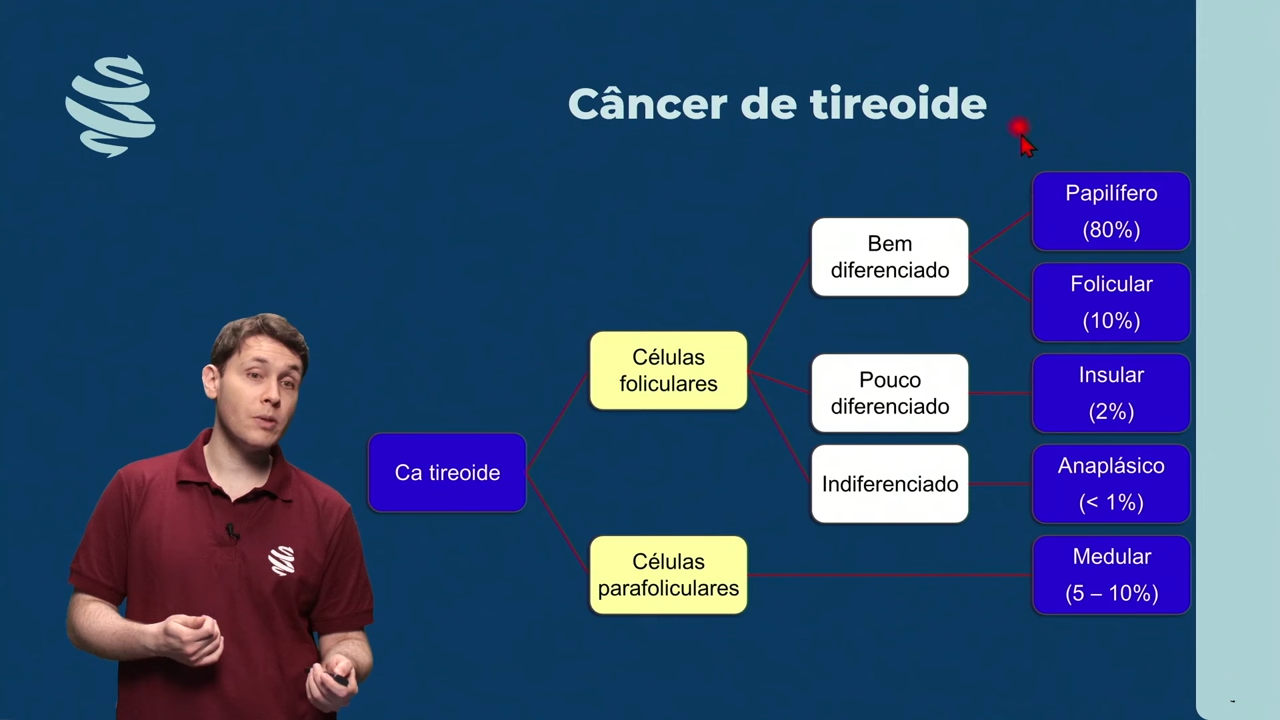 Câncer de tireoide
Ca tireoide
Células
foliculares
Células
parafoliculares
Bem
diferenciado
Pouco
diferenciado
Indiferenciado
Papilífero
(80%)
Folicular
(10%)
Insular
(2%)
Anaplásico
(< 1%)
Medular
(5 – 10%)